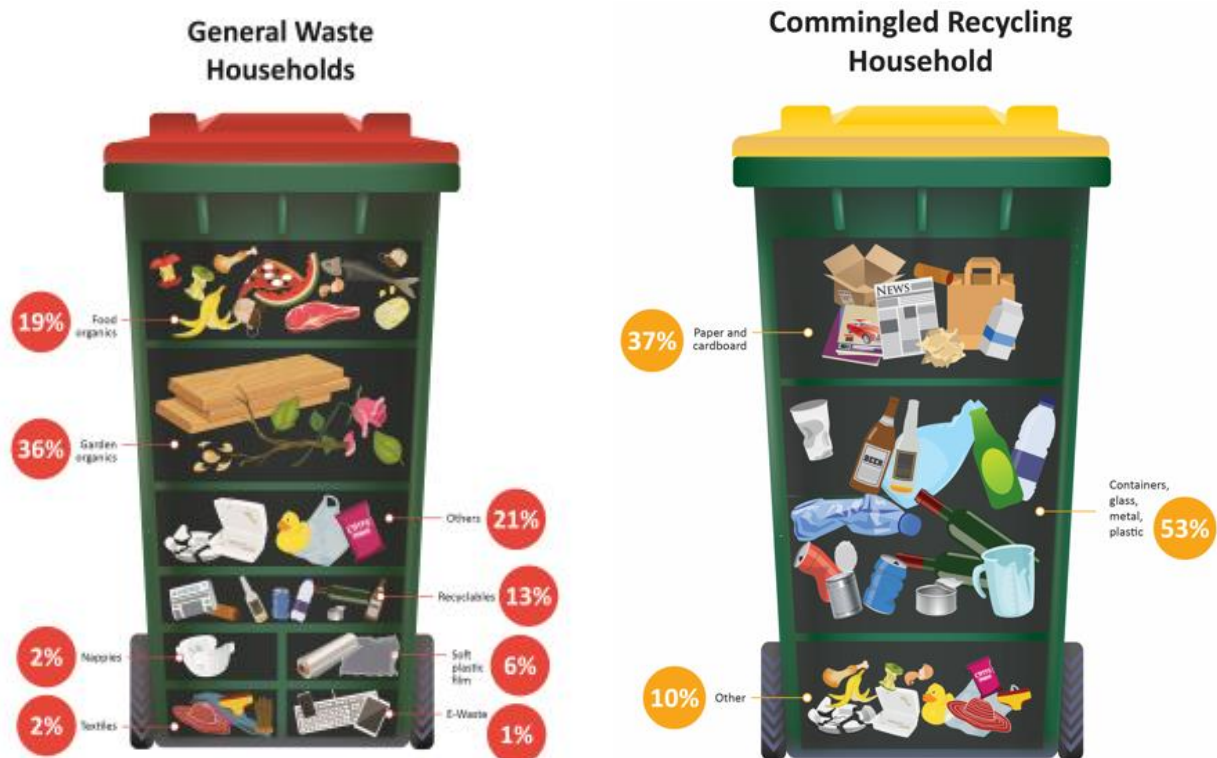 General Waste
Households
19%
Food
organics
36%
Garden
organics
Others
21%
Recyclables
13%
2%
Nappies
Soft
plastic
film
6%
2%
Textiles
E-Waste
1%
Commingled Recycling
Household
NEWS
37%
Paper and
cardboard
BEER
Containers,
glass,
metal,
plastic
53%
10%
Other